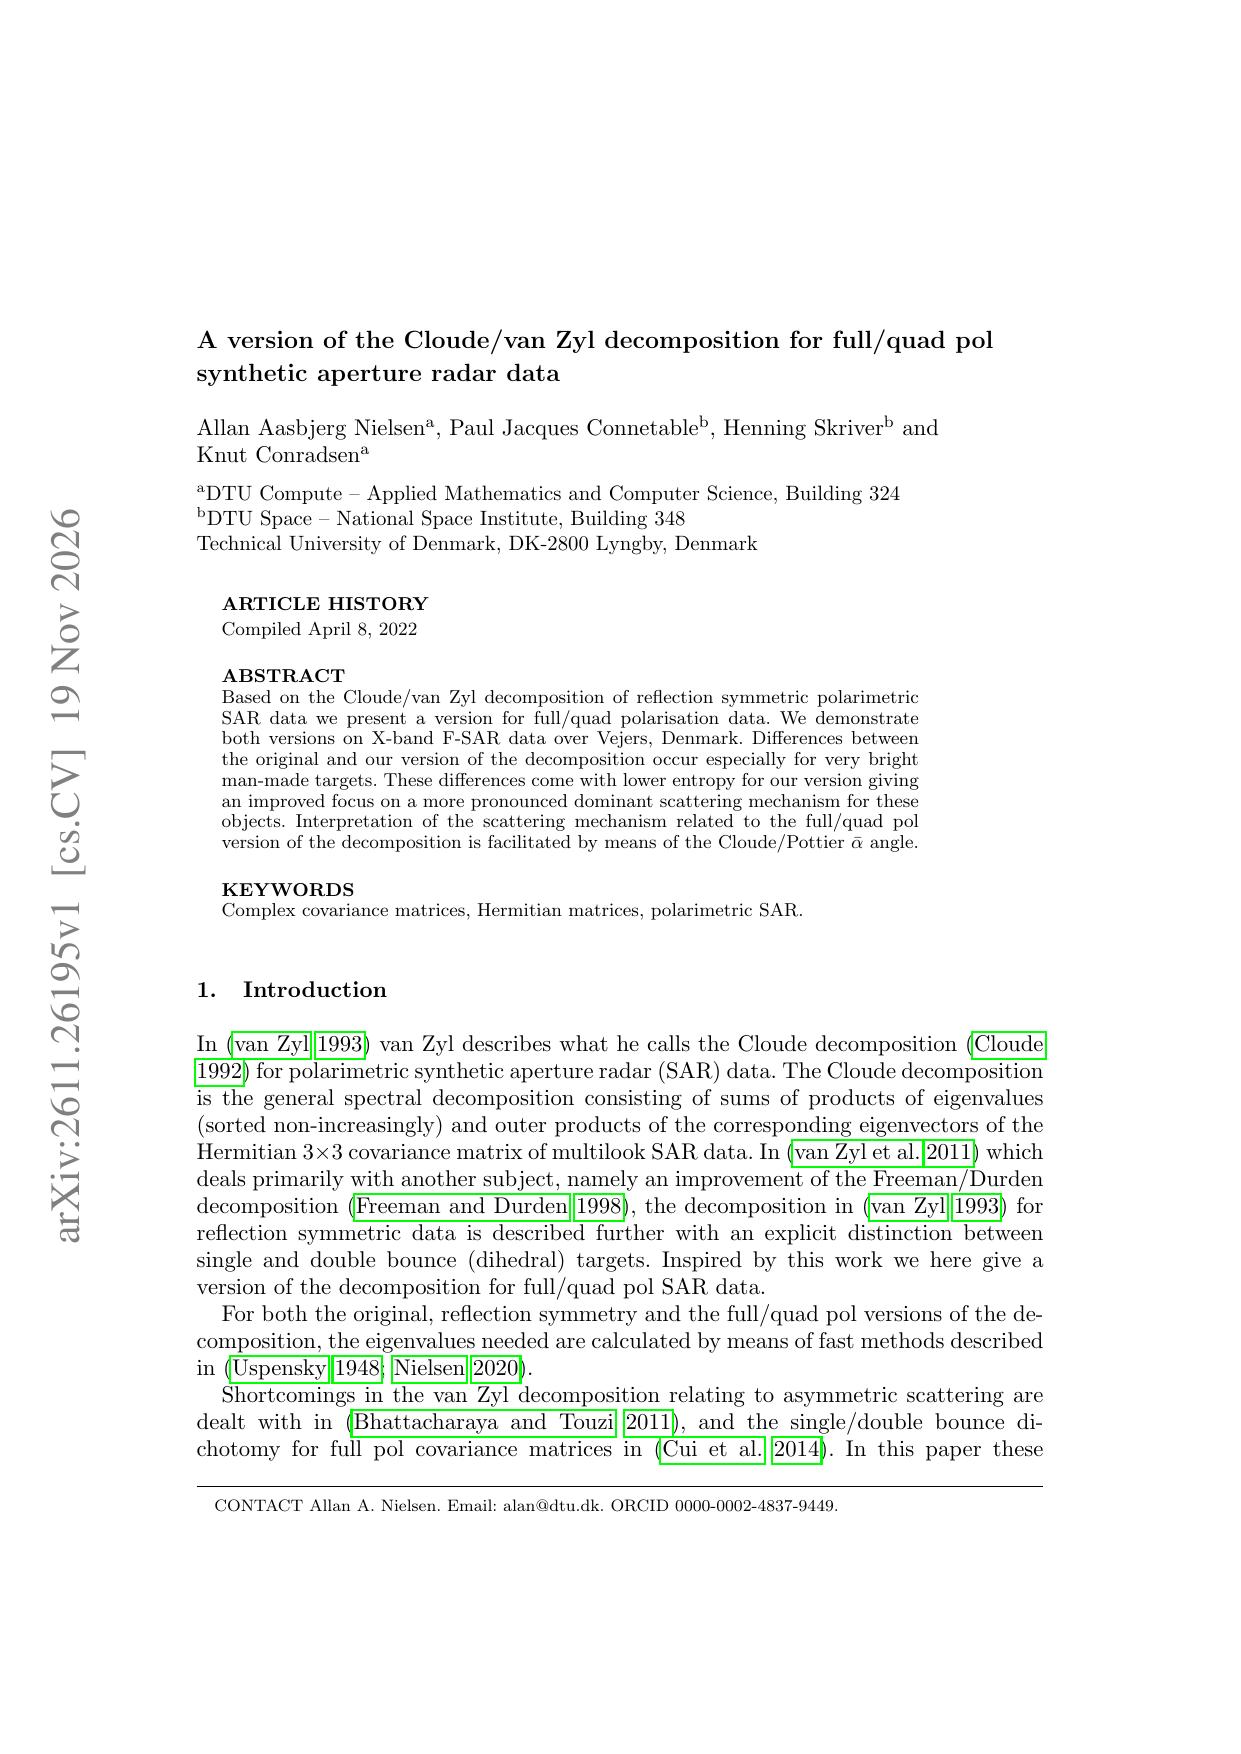 arXiv:2611.26195v1 [cs.CV] 19 Nov 2026
A version of the Cloude/van Zyl decomposition for full/quad pol
synthetic aperture radar data
Allan Aasbjerg Nielsenᵃ, Paul Jacques Connetableᵇ, Henning Skriverᵇ and
Knut Conradsenᵃ
ᵃDTU Compute – Applied Mathematics and Computer Science, Building 324
ᵇDTU Space – National Space Institute, Building 348
Technical University of Denmark, DK-2800 Lyngby, Denmark
ARTICLE HISTORY
Compiled April 8, 2022
ABSTRACT
Based on the Cloude/van Zyl decomposition of reflection symmetric polarimetric
SAR data we present a version for full/quad polarisation data. We demonstrate
both versions on X-band F-SAR data over Vejers, Denmark. Differences between
the original and our version of the decomposition occur especially for very bright
man-made targets. These differences come with lower entropy for our version giving
an improved focus on a more pronounced dominant scattering mechanism for these
objects. Interpretation of the scattering mechanism related to the full/quad pol
version of the decomposition is facilitated by means of the Cloude/Pottier ᾱ angle.
KEYWORDS
Complex covariance matrices, Hermitian matrices, polarimetric SAR.
1. Introduction
In (van Zyl 1993) van Zyl describes what he calls the Cloude decomposition (Cloude
1992) for polarimetric synthetic aperture radar (SAR) data. The Cloude decomposition
is the general spectral decomposition consisting of sums of products of eigenvalues
(sorted non-increasingly) and outer products of the corresponding eigenvectors of the
Hermitian 3×3 covariance matrix of multilook SAR data. In (van Zyl et al. 2011) which
deals primarily with another subject, namely an improvement of the Freeman/Durden
decomposition (Freeman and Durden 1998), the decomposition in (van Zyl 1993) for
reflection symmetric data is described further with an explicit distinction between
single and double bounce (dihedral) targets. Inspired by this work we here give a
version of the decomposition for full/quad pol SAR data.
For both the original, reflection symmetry and the full/quad pol versions of the de-
composition, the eigenvalues needed are calculated by means of fast methods described
in (Uspensky 1948; Nielsen 2020).
Shortcomings in the van Zyl decomposition relating to asymmetric scattering are
dealt with in (Bhattacharaya and Touzi 2011), and the single/double bounce di-
chotomy for full pol covariance matrices in (Cui et al. 2014). In this paper these
CONTACT Allan A. Nielsen. Email: alan@dtu.dk. ORCID 0000-0002-4837-9449.